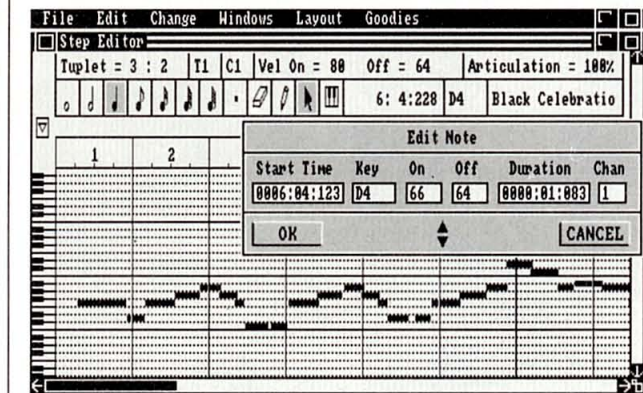 File Edit Change Windows Layout Goodies
Step Editor
Tuplet = 3 : 2 T1 C1 Vel On = 80 Off = 64 Articulation = 100%
6: 4:228 D4 Black Celebratio
Edit Note
1 2
Start Time Key On Off Duration Chan
0006:04:123 D4 66 64 0000:01:083 1
OK CANCEL